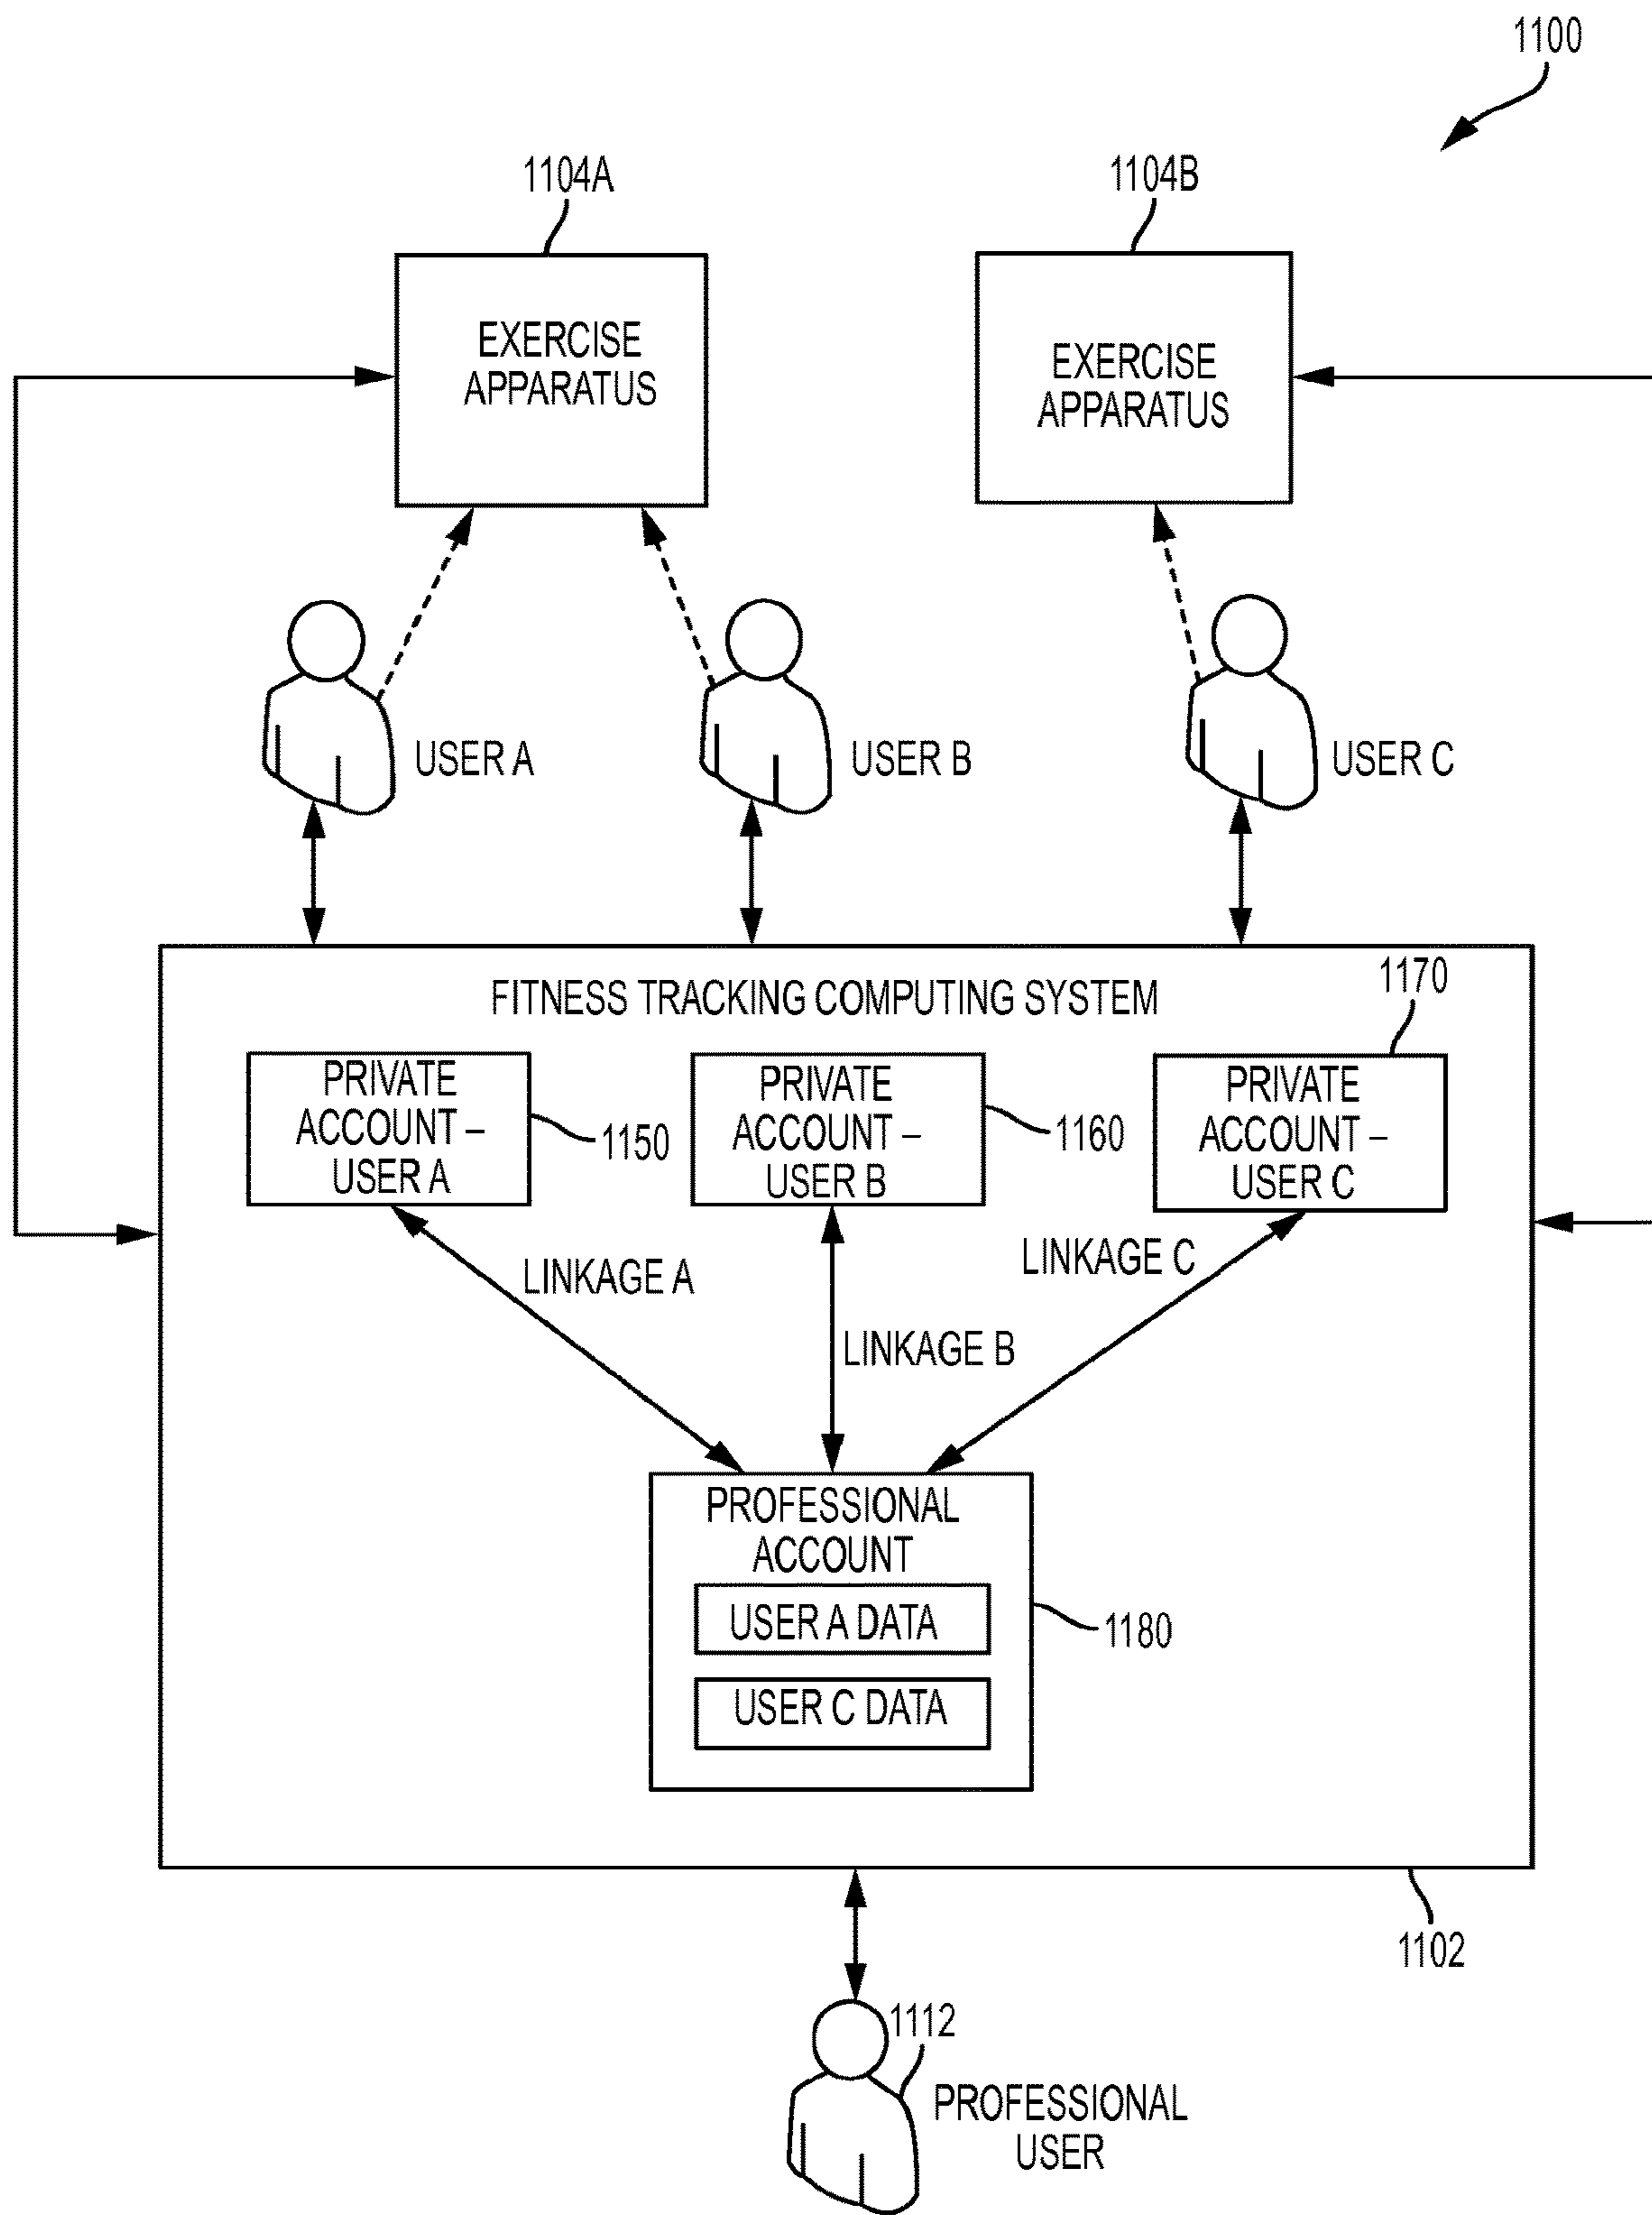 1100
1104A
1104B
EXERCISE
APPARATUS
EXERCISE
APPARATUS
USER A
USER B
USER C
FITNESS TRACKING COMPUTING SYSTEM
1170
PRIVATE
ACCOUNT –
USER A
1150
PRIVATE
ACCOUNT –
USER B
1160
PRIVATE
ACCOUNT –
USER C
LINKAGE A
LINKAGE B
LINKAGE C
PROFESSIONAL
ACCOUNT
USER A DATA
USER C DATA
1180
1102
1112
PROFESSIONAL
USER